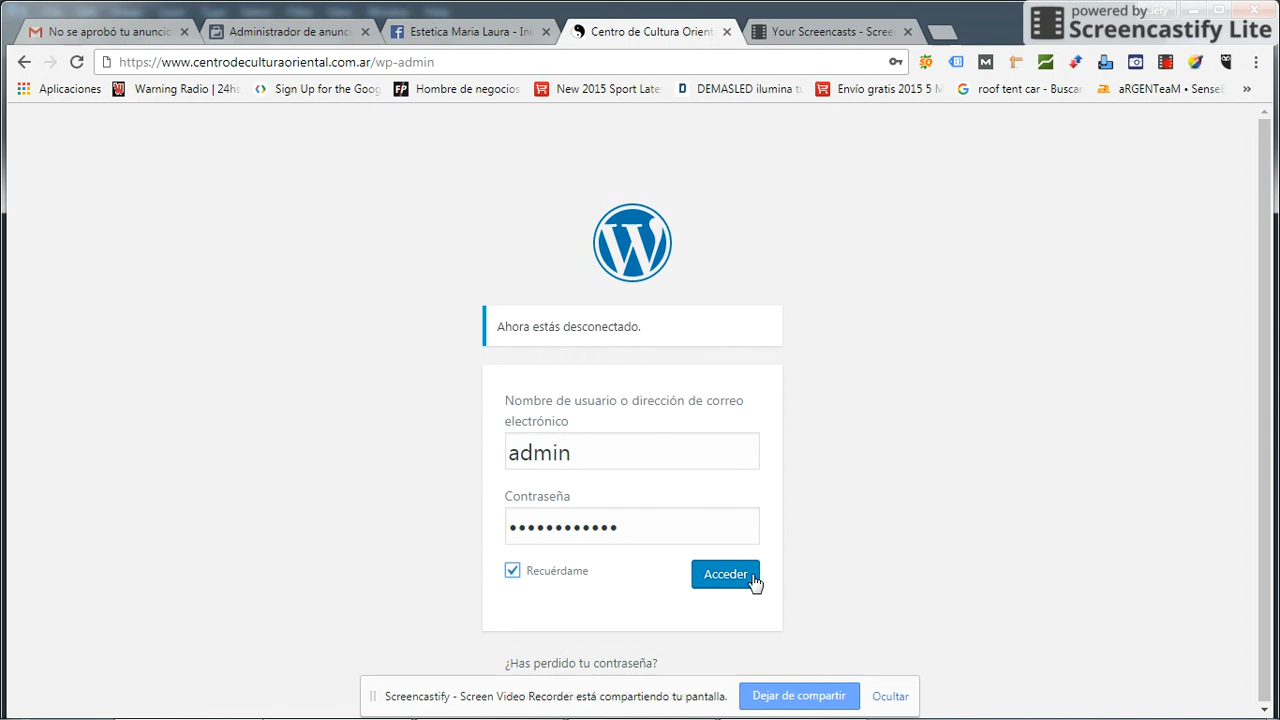 powered by
Screencastify Lite
No se aprobó tu anuncio
Administrador de anunci
Estetica Maria Laura - Ini
Centro de Cultura Orient
Your Screencasts - Scree
https://www.centrodeculturaoriental.com.ar/wp-admin
Aplicaciones
Warning Radio | 24hs
Sign Up for the Goog
Hombre de negocios
New 2015 Sport Late
DEMASLED ilumina tu
Envío gratis 2015 5 M
roof tent car - Buscar
aRGENTeaM • Sense8
Ahora estás desconectado.
Nombre de usuario o dirección de correo
electrónico
admin
Contraseña
••••••••••••
Recuérdame
Acceder
¿Has perdido tu contraseña?
Screencastify - Screen Video Recorder está compartiendo tu pantalla.
Dejar de compartir
Ocultar